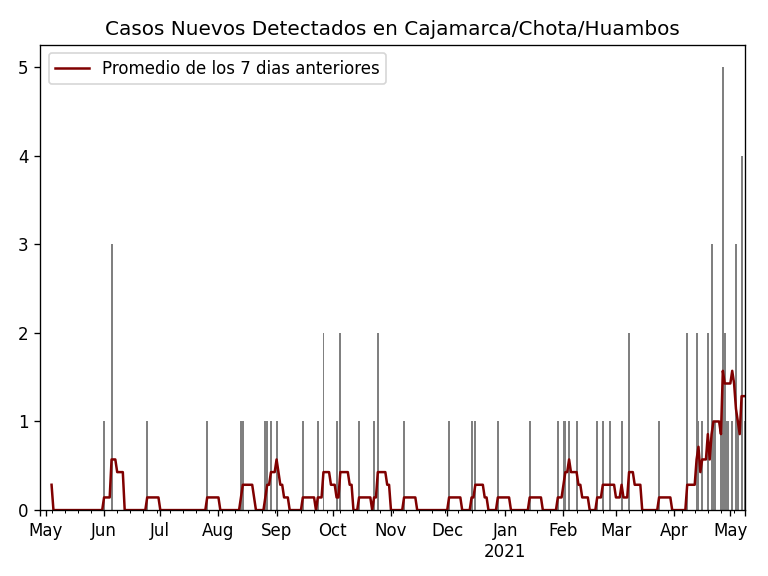 Casos Nuevos Detectados en Cajamarca/Chota/Huambos
Promedio de los 7 dias anteriores
5
4
3
2
1
0
May Jun Jul Aug Sep Oct Nov Dec Jan Feb Mar Apr May
2021